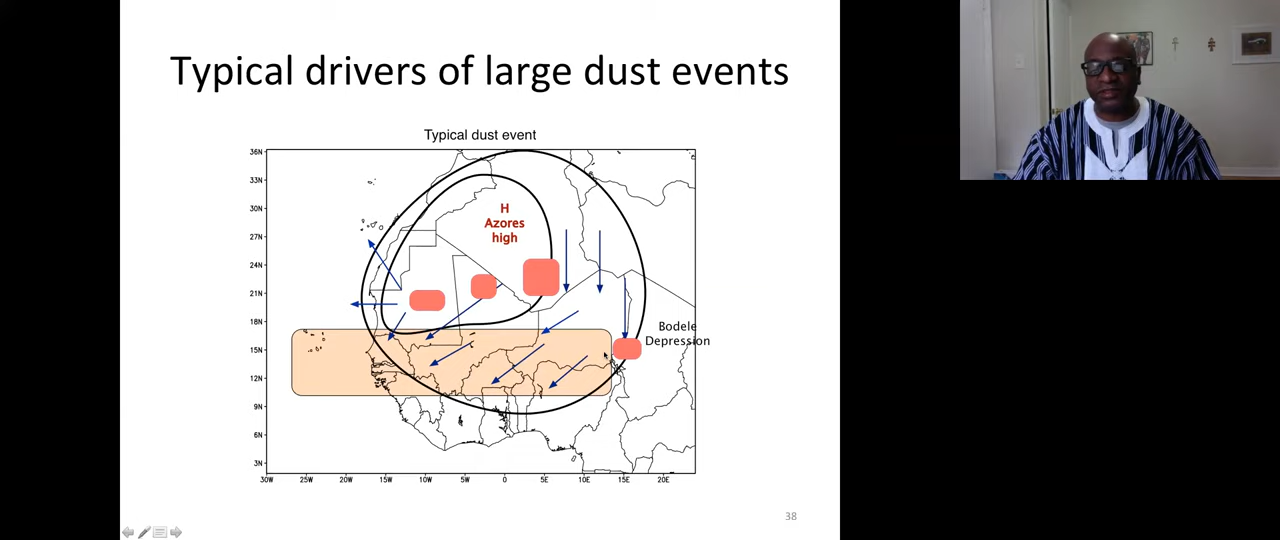 Typical drivers of large dust events
Typical dust event
36N
33N
30N
27N
24N
21N
18N
15N
12N
9N
6N
3N
H
Azores
high
Bodele
Depression
30W 25W 20W 15W 10W 5W 0 5E 10E 15E 20E
38